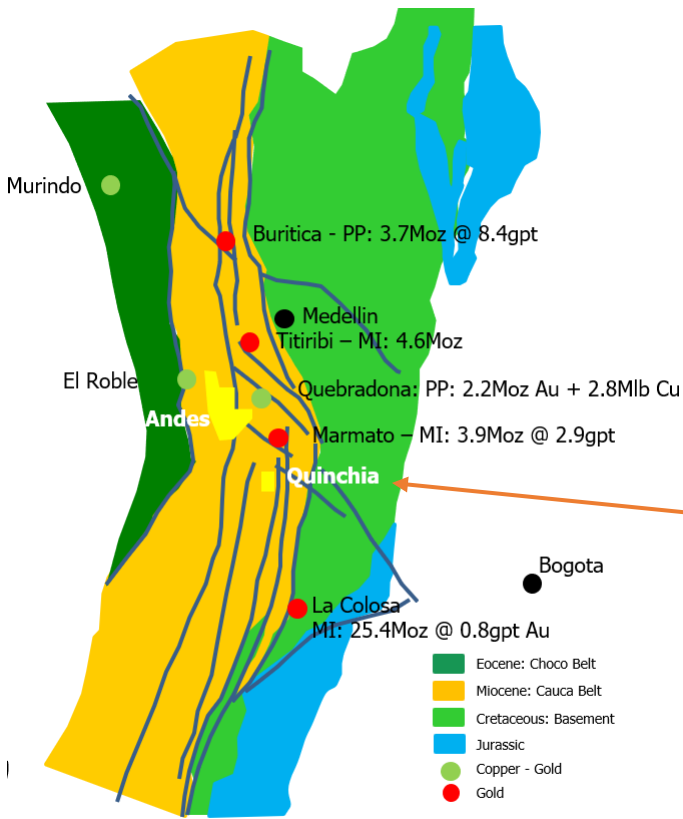 Murindo
Buritica - PP: 3.7Moz @ 8.4gpt
Medellin
Titiribi – MI: 4.6Moz
El Roble
Quebradona: PP: 2.2Moz Au + 2.8Mlb Cu
Andes
Marmato – MI: 3.9Moz @ 2.9gpt
Quinchia
Bogota
La Colosa
MI: 25.4Moz @ 0.8gpt Au
Eocene: Choco Belt
Miocene: Cauca Belt
Cretaceous: Basement
Jurassic
Copper - Gold
Gold